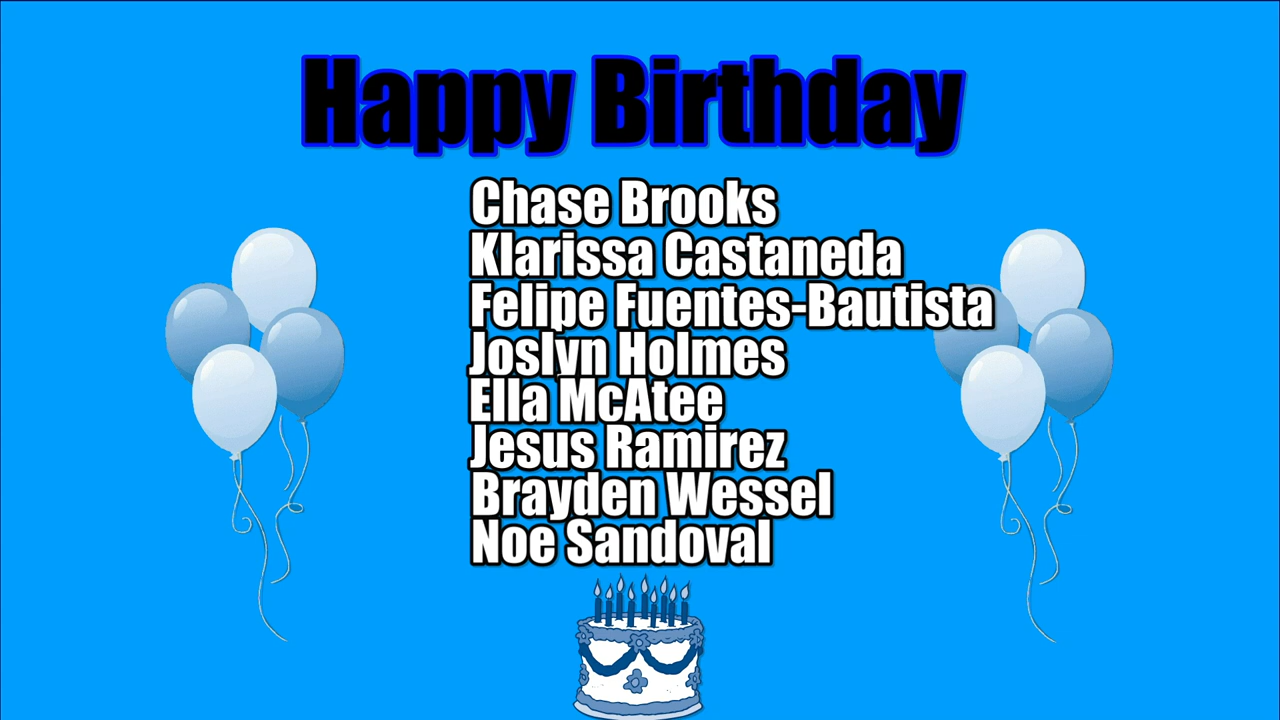 Happy Birthday
Chase Brooks
Klarissa Castaneda
Felipe Fuentes-Bautista
Joslyn Holmes
Ella McAtee
Jesus Ramirez
Brayden Wessel
Noe Sandoval